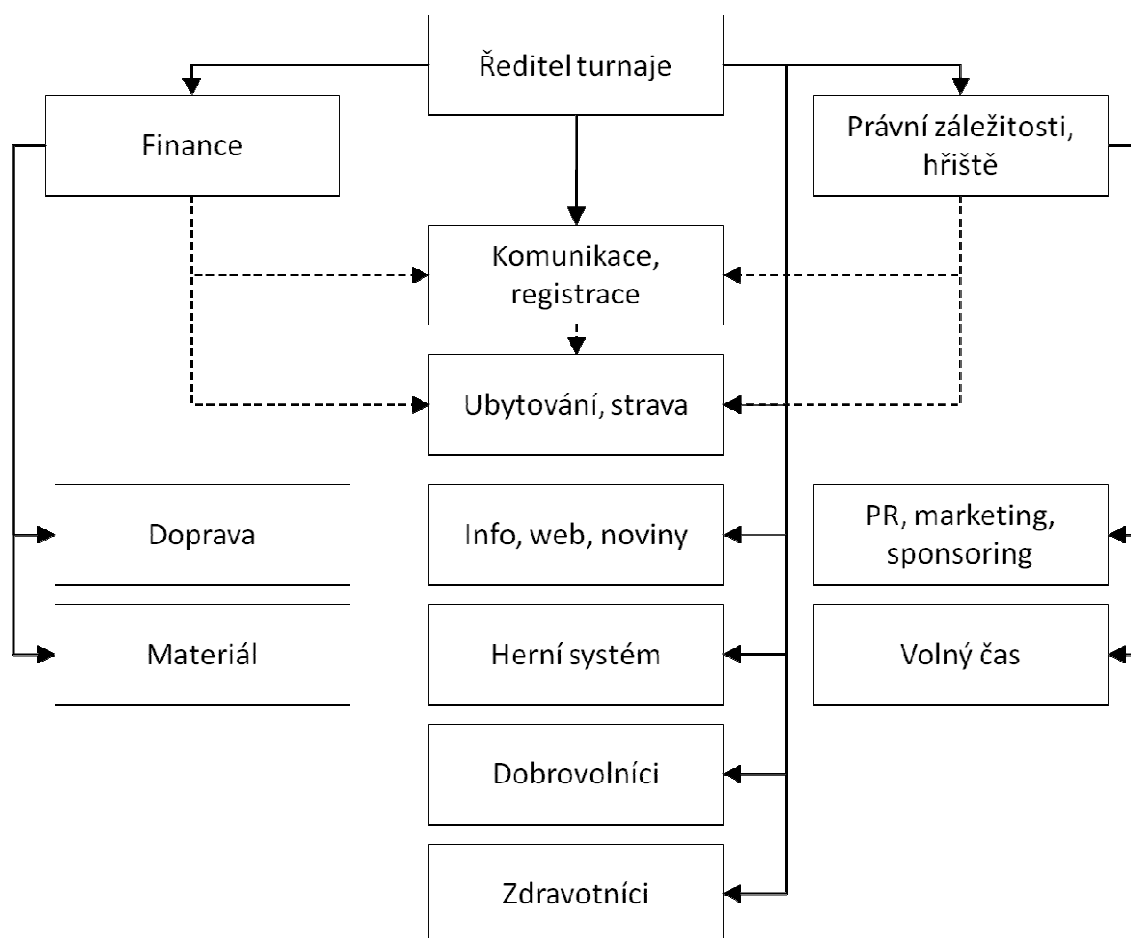 Ředitel turnaje
Finance
Právní záležitosti,
hřiště
Komunikace,
registrace
Ubytování, strava
Doprava
Info, web, noviny
PR, marketing,
sponsoring
Materiál
Herní systém
Volný čas
Dobrovolníci
Zdravotníci